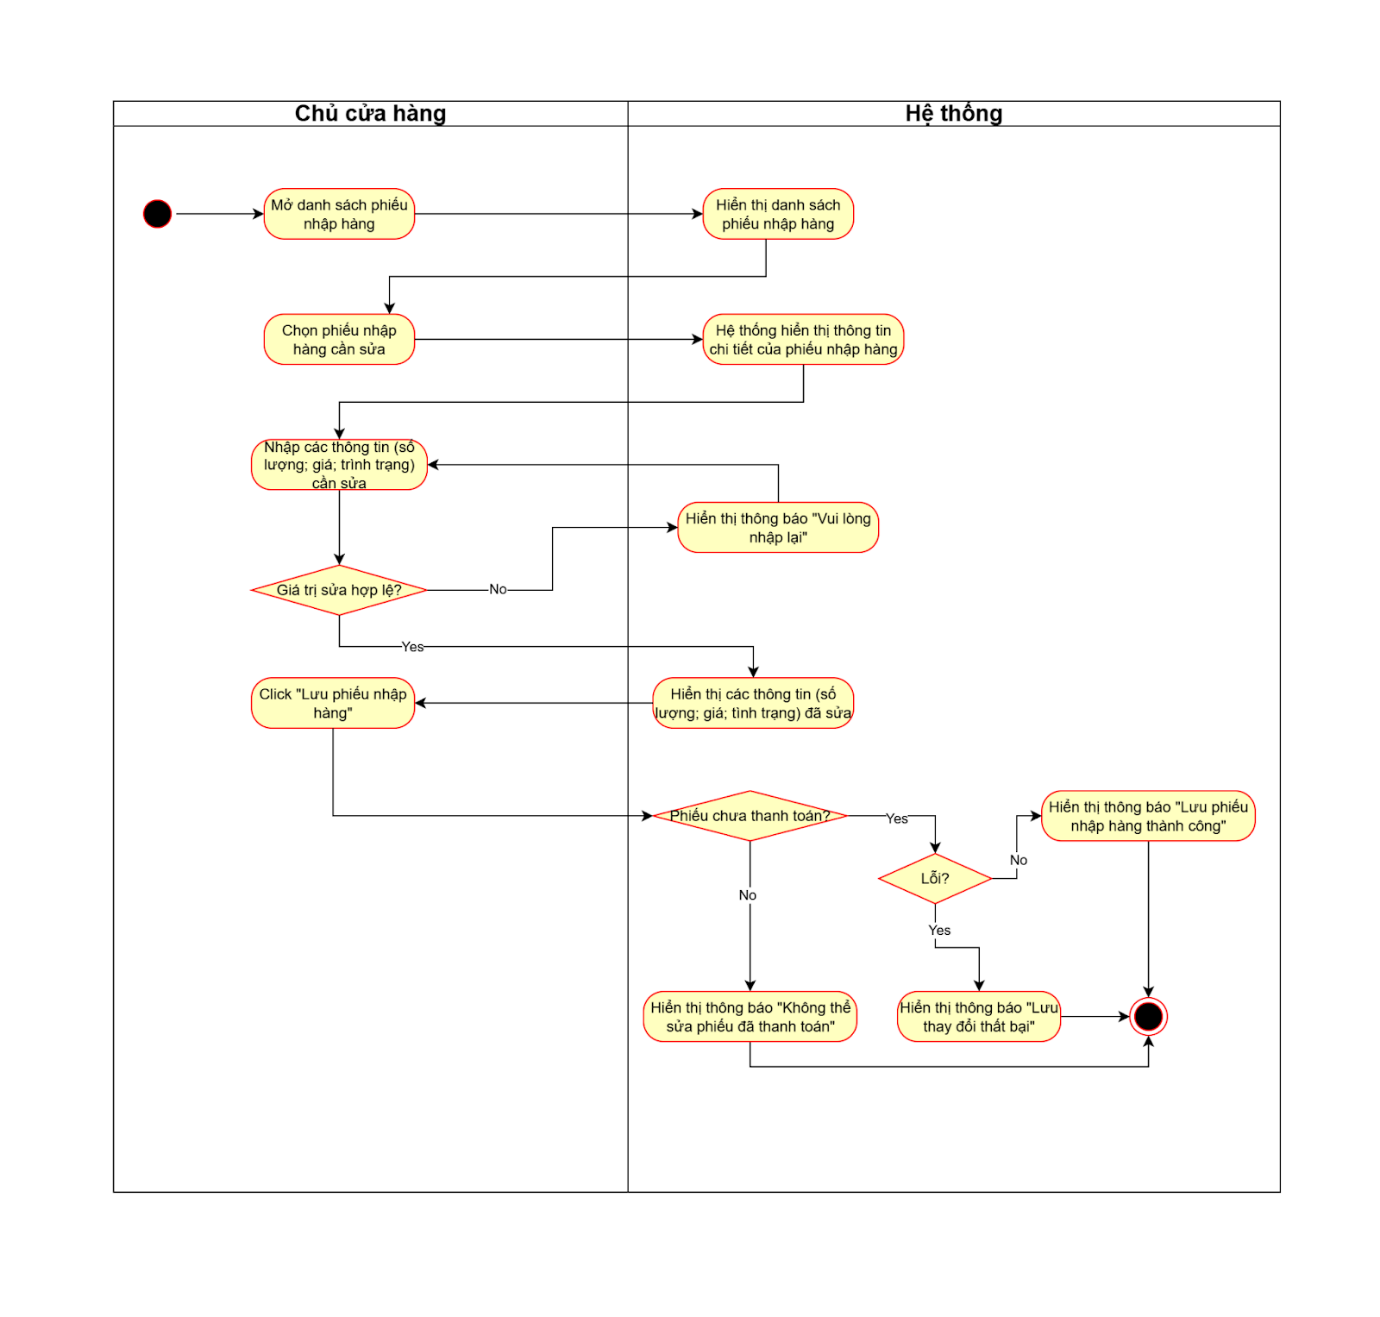 Chủ cửa hàng
Hệ thống
Mở danh sách phiếu
nhập hàng
Hiển thị danh sách
phiếu nhập hàng
Chọn phiếu nhập
hàng cần sửa
Hệ thống hiển thị thông tin
chi tiết của phiếu nhập hàng
Nhập các thông tin (số
lượng; giá; trình trạng)
cần sửa
Hiển thị thông báo "Vui lòng
nhập lại"
Giá trị sửa hợp lệ?
No
Yes
Click "Lưu phiếu nhập
hàng"
Hiển thị các thông tin (số
lượng; giá; tình trạng) đã sửa
Phiếu chưa thanh toán?
Yes
Hiển thị thông báo "Lưu phiếu
nhập hàng thành công"
Lỗi?
No
No
Yes
Hiển thị thông báo "Không thể
sửa phiếu đã thanh toán"
Hiển thị thông báo "Lưu
thay đổi thất bại"